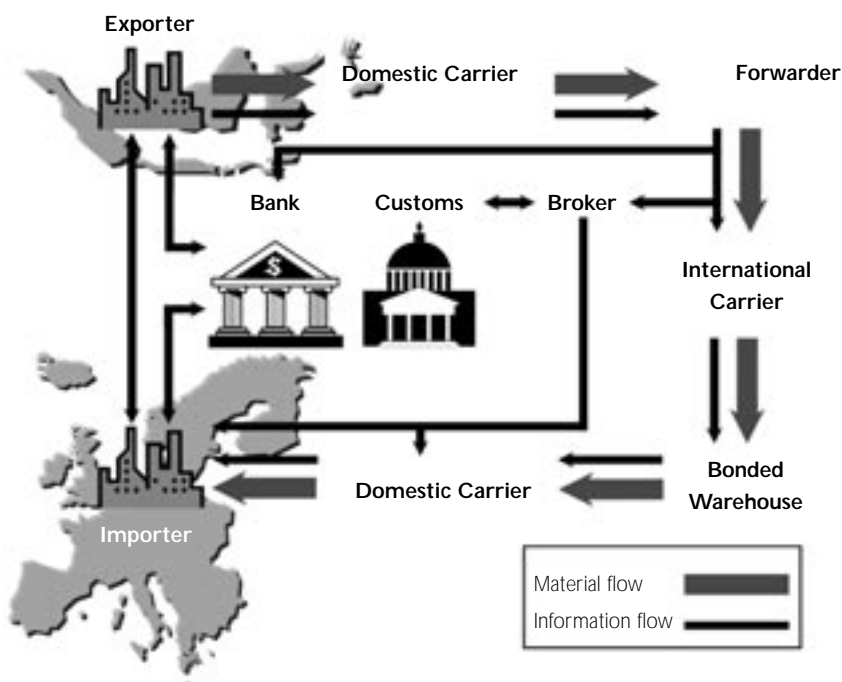 Exporter
Domestic Carrier
Forwarder
Bank
Customs
Broker
$
International
Carrier
Bonded
Warehouse
Domestic Carrier
Importer
Material flow
Information flow